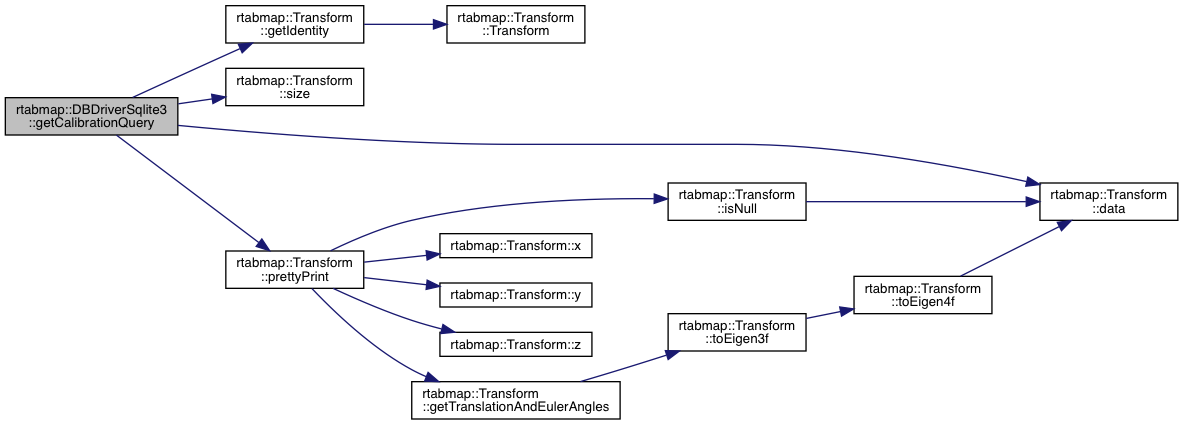 rtabmap::Transform
::getIdentity
rtabmap::Transform
::Transform
rtabmap::Transform
::size
rtabmap::DBDriverSqlite3
::getCalibrationQuery
rtabmap::Transform
::isNull
rtabmap::Transform
::data
rtabmap::Transform::x
rtabmap::Transform
::prettyPrint
rtabmap::Transform::y
rtabmap::Transform
::toEigen4f
rtabmap::Transform
::toEigen3f
rtabmap::Transform::z
rtabmap::Transform
::getTranslationAndEulerAngles